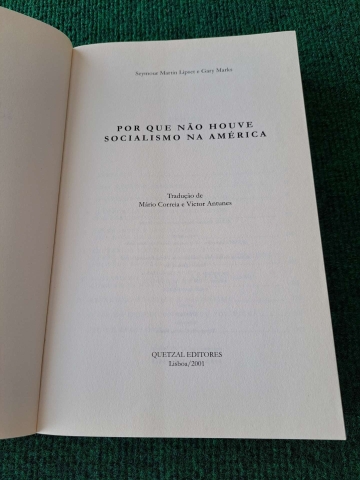 Seymour Martin Lipset e Gary Marks
POR QUE NÃO HOUVE
SOCIALISMO NA AMÉRICA
Tradução de
Mário Correia e Victor Antunes
QUETZAL EDITORES
Lisboa/2001